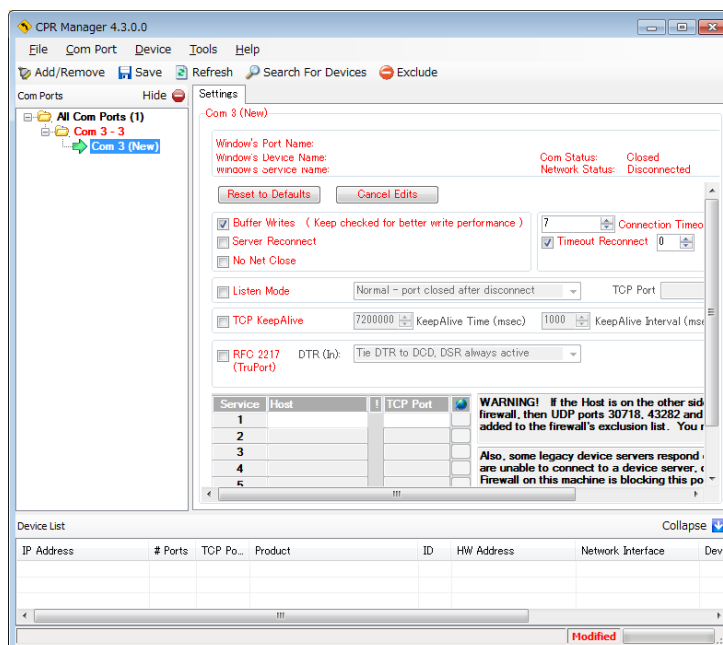 CPR Manager 4.3.0.0
File Com Port Device Tools Help
Add/Remove Save Refresh Search For Devices Exclude
Com Ports Hide
Settings
All Com Ports (1)
Com 3 - 3
Com 3 (New)
Com 3 (New)
Window's Port Name:
Window's Device Name: Com Status: Closed
Window's Service Name: Network Status: Disconnected
Reset to Defaults Cancel Edits
Buffer Writes ( Keep checked for better write performance ) 7 Connection Timeo
Server Reconnect Timeout Reconnect 0
No Net Close
Listen Mode Normal - port closed after disconnect TCP Port
TCP KeepAlive 7200000 KeepAlive Time (msec) 1000 KeepAlive Interval (mse
RFC 2217 DTR (In): Tie DTR to DCD, DSR always active
(TruPort)
Service Host ! TCP Port
1
2
3
4
5
WARNING! If the Host is on the other side
firewall, then UDP ports 30718, 43282 and
added to the firewall's exclusion list. You
Also, some legacy device servers respond
are unable to connect to a device server,
Firewall on this machine is blocking this po
Device List Collapse
IP Address # Ports TCP Po... Product ID HW Address Network Interface Dev
Modified